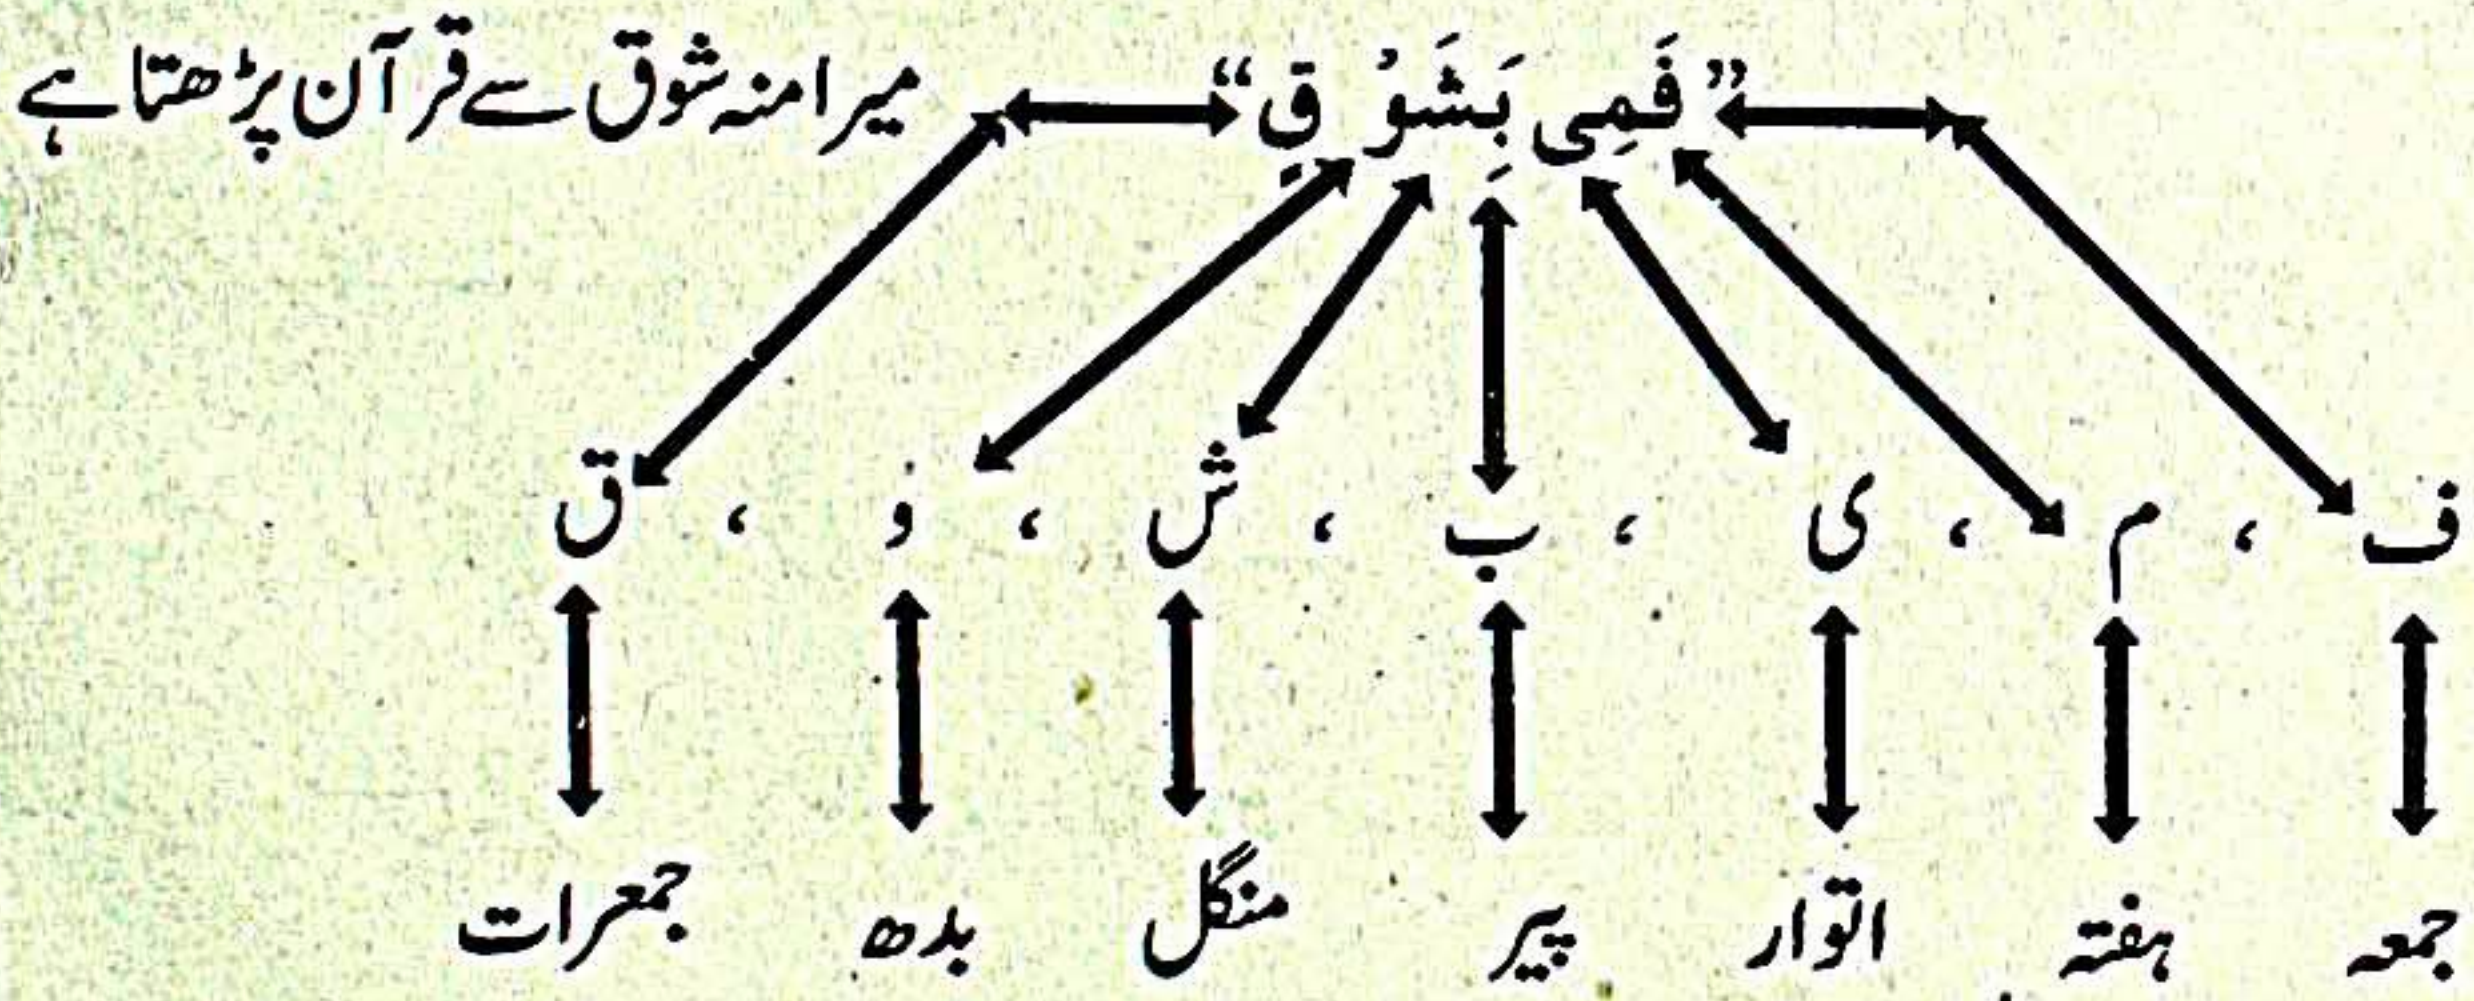 ”فَمِی بِشَوْقٍ“ میرا منہ شوق سے قرآن پڑھتا ہے
ف ، م ، ی ، ب ، ش ، و ، ق
جمعہ ہفتہ اتوار پیر منگل بدھ جمعرات